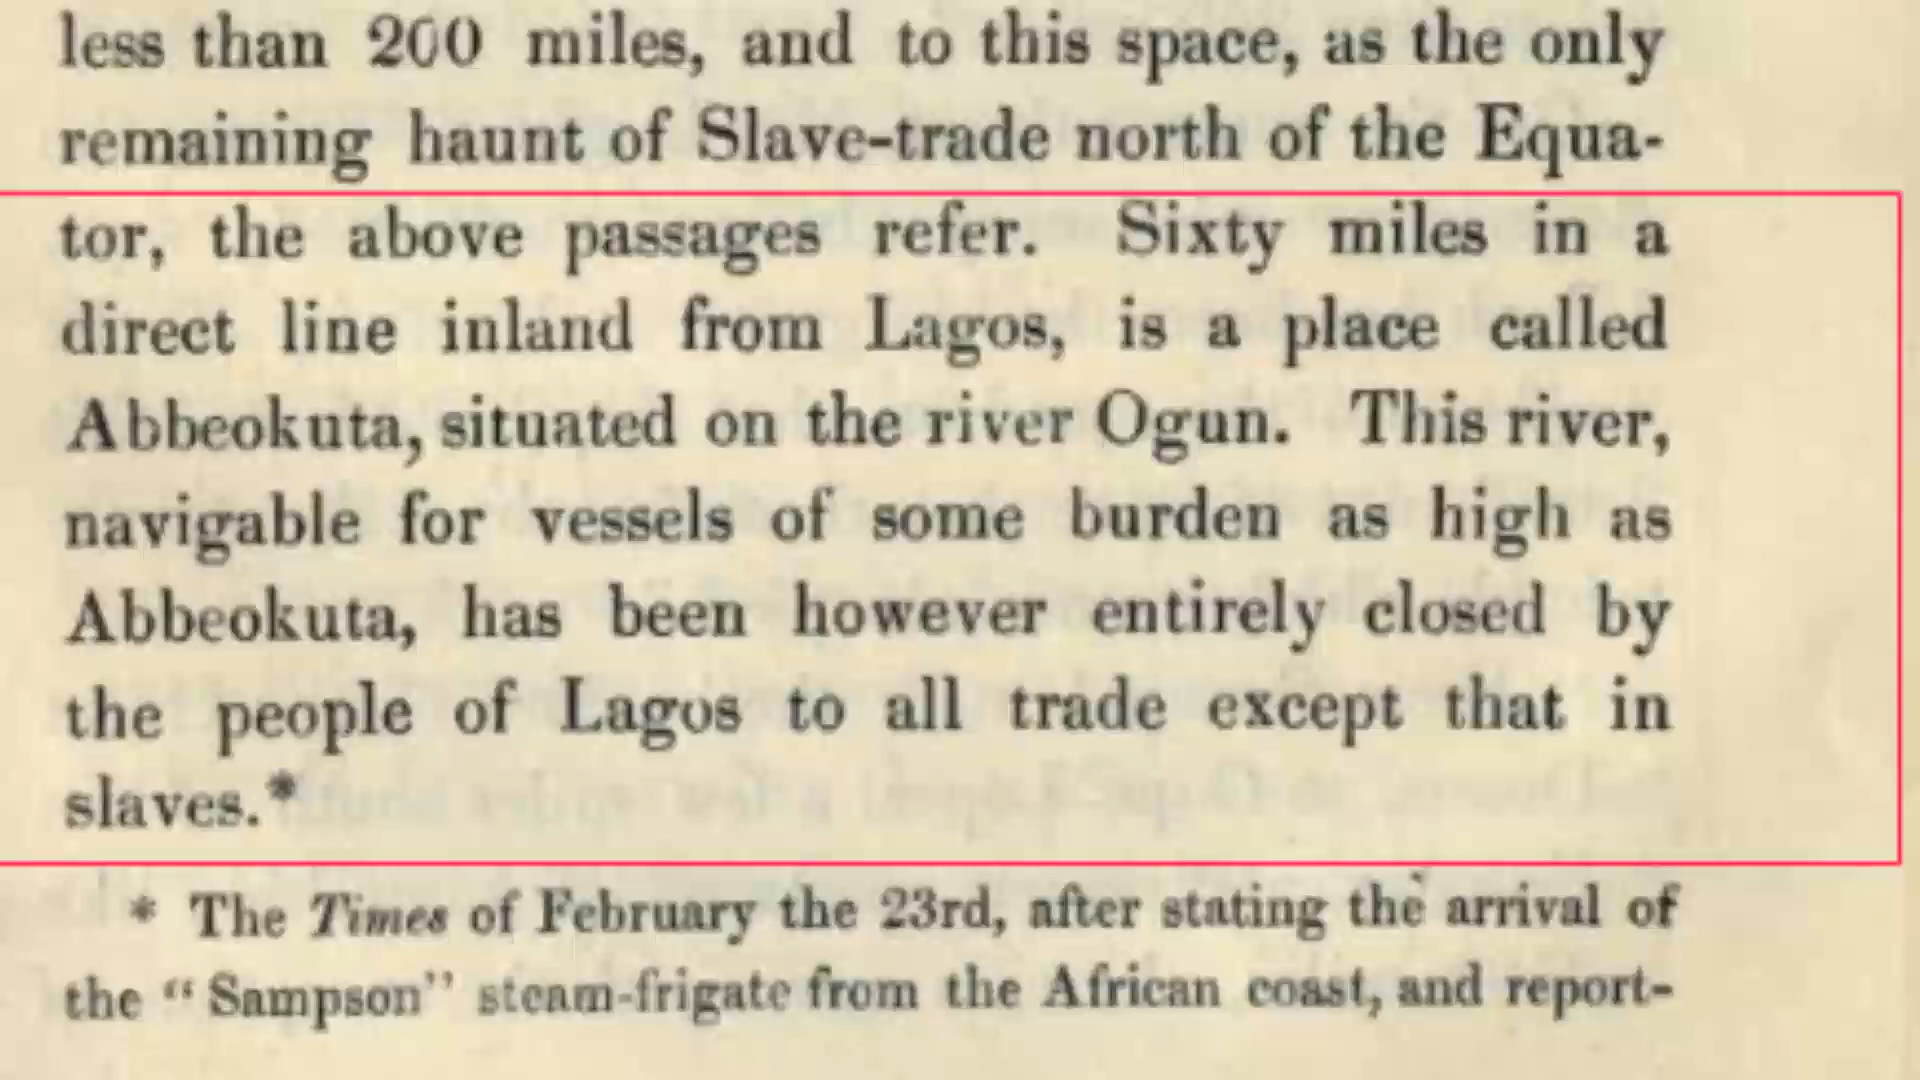 less than 200 miles, and to this space, as the only
remaining haunt of Slave-trade north of the Equa-
tor, the above passages refer. Sixty miles in a
direct line inland from Lagos, is a place called
Abbeokuta, situated on the river Ogun. This river,
navigable for vessels of some burden as high as
Abbeokuta, has been however entirely closed by
the people of Lagos to all trade except that in
slaves.*
* The Times of February the 23rd, after stating the arrival of
the “Sampson” steam-frigate from the African coast, and report-